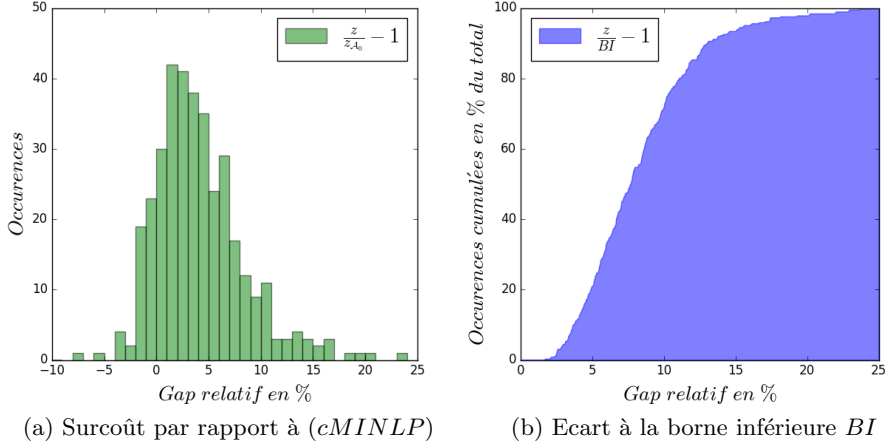 50
40
30
20
10
0
Occurences
z/z_{A_0} − 1
−10 −5 0 5 10 15 20 25
Gap relatif en %
(a) Surcoût par rapport à (cMINLP)
100
80
60
40
20
0
Occurences cumulées en % du total
z/BI − 1
0 5 10 15 20 25
Gap relatif en %
(b) Ecart à la borne inférieure BI